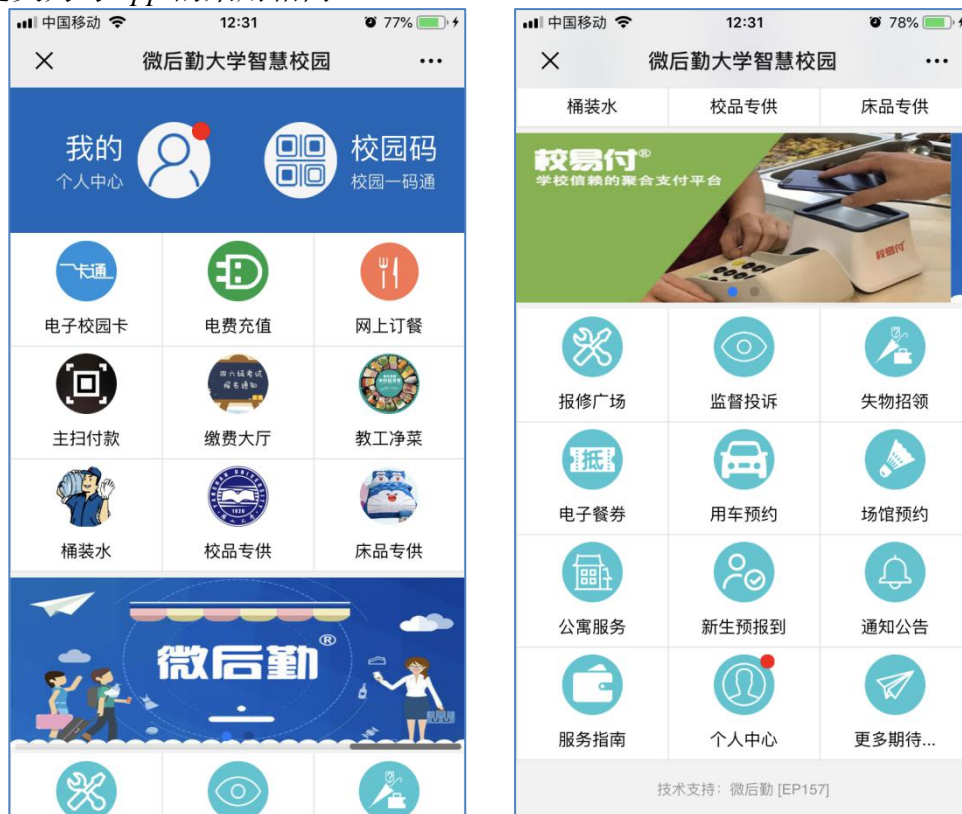 中国移动 12:31 77%
微后勤大学智慧校园
我的
个人中心
校园码
校园一码通
一卡通
电子校园卡 电费充值 网上订餐
四六级考试
报名通知
主扫付款 缴费大厅 教工净菜
桶装水 校品专供 床品专供
微后勤®
中国移动 12:31 78%
微后勤大学智慧校园
桶装水 校品专供 床品专供
校易付®
学校信赖的聚合支付平台
校易付
报修广场 监督投诉 失物招领
抵
电子餐券 用车预约 场馆预约
公寓服务 新生预报到 通知公告
服务指南 个人中心 更多期待...
技术支持：微后勤 [EP157]